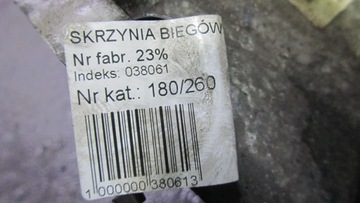 SKRZYNIA BIEGÓW
Nr fabr. 23%
Indeks: 038061
Nr kat.: 180/260
1 000000 380613